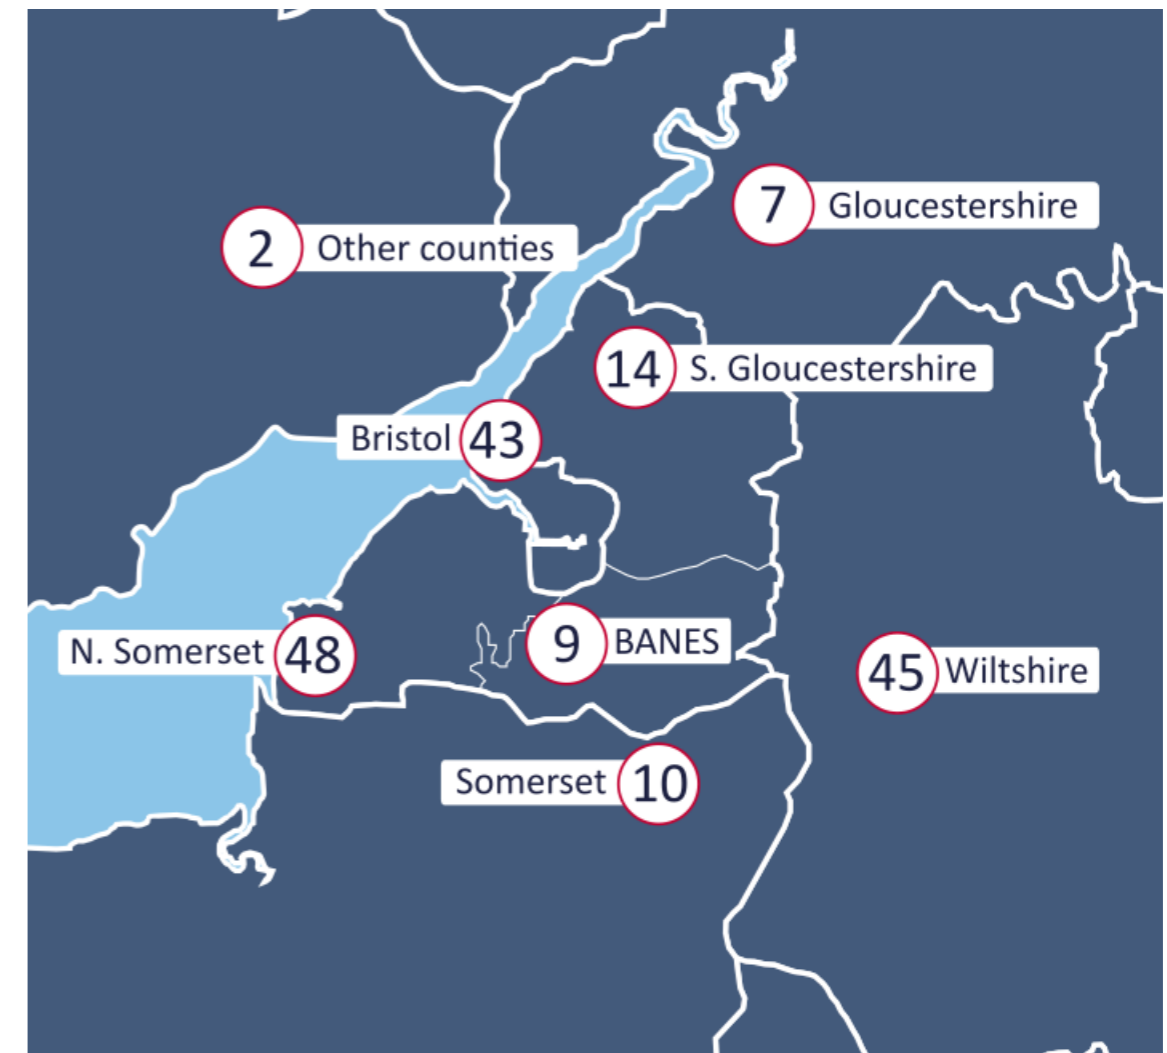 7 Gloucestershire
2 Other counties
14 S. Gloucestershire
Bristol 43
N. Somerset 48
9 BANES
45 Wiltshire
Somerset 10